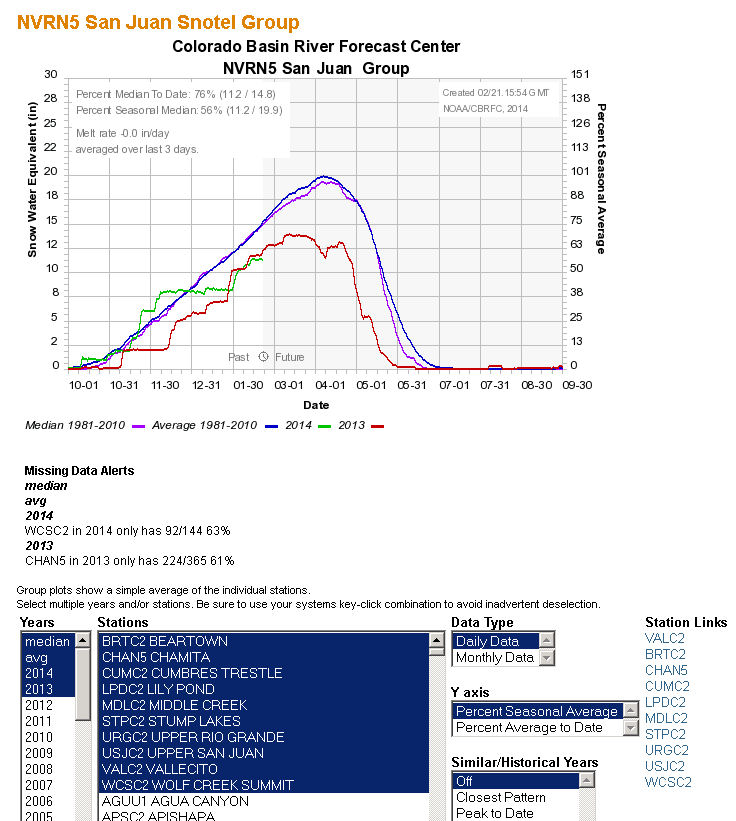 NVRN5 San Juan Snotel Group
Colorado Basin River Forecast Center
NVRN5 San Juan Group
Percent Median To Date: 76% (11.2 / 14.8)
Percent Seasonal Median: 56% (11.2 / 19.9)
Melt rate -0.0 in/day
averaged over last 3 days.
Created 02/21.15:54 GMT
NOAA/CBRFC, 2014
Snow Water Equivalent (in)
30
28
25
22
20
18
15
12
10
8
5
2
0
Percent Seasonal Average
151
138
126
113
101
88
75
63
50
38
25
13
0
Past Future
10-01 10-31 11-30 12-31 01-30 03-01 04-01 05-01 05-31 07-01 07-31 08-30 09-30
Date
Median 1981-2010 Average 1981-2010 2014 2013
Missing Data Alerts
median
avg
2014
WCSC2 in 2014 only has 92/144 63%
2013
CHAN5 in 2013 only has 224/365 61%
Group plots show a simple average of the individual stations.
Select multiple years and/or stations. Be sure to use your systems key-click combination to avoid inadvertent deselection.
Years
median
avg
2014
2013
2012
2011
2010
2009
2008
2007
2006
2005
Stations
BRTC2 BEARTOWN
CHAN5 CHAMITA
CUMC2 CUMBRES TRESTLE
LPDC2 LILY POND
MDLC2 MIDDLE CREEK
STPC2 STUMP LAKES
URGC2 UPPER RIO GRANDE
USJC2 UPPER SAN JUAN
VALC2 VALLECITO
WCSC2 WOLF CREEK SUMMIT
AGUU1 AGUA CANYON
APSC2 APISHAPA
Data Type
Daily Data
Monthly Data
Y axis
Percent Seasonal Average
Percent Average to Date
Similar/Historical Years
Off
Closest Pattern
Peak to Date
Station Links
VALC2
BRTC2
CHAN5
CUMC2
LPDC2
MDLC2
STPC2
URGC2
USJC2
WCSC2